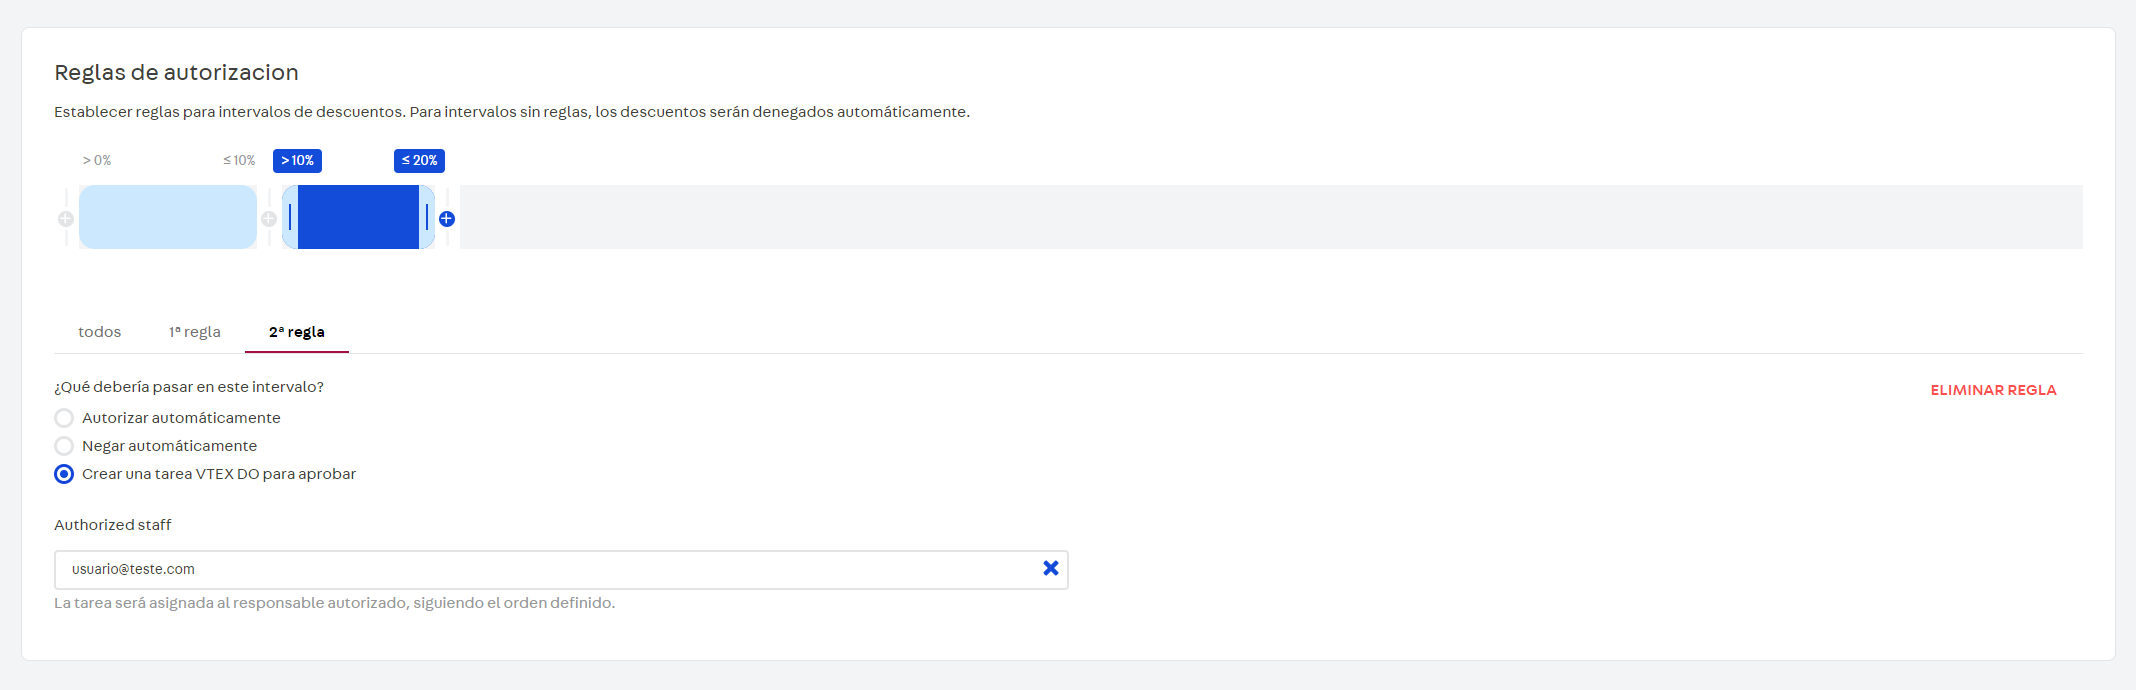 Reglas de autorizacion
Establecer reglas para intervalos de descuentos. Para intervalos sin reglas, los descuentos serán denegados automáticamente.
> 0% ≤ 10% > 10% ≤ 20%
todos 1ª regla 2ª regla
¿Qué debería pasar en este intervalo?
ELIMINAR REGLA
Autorizar automáticamente
Negar automáticamente
Crear una tarea VTEX DO para aprobar
Authorized staff
usuario@teste.com
La tarea será asignada al responsable autorizado, siguiendo el orden definido.